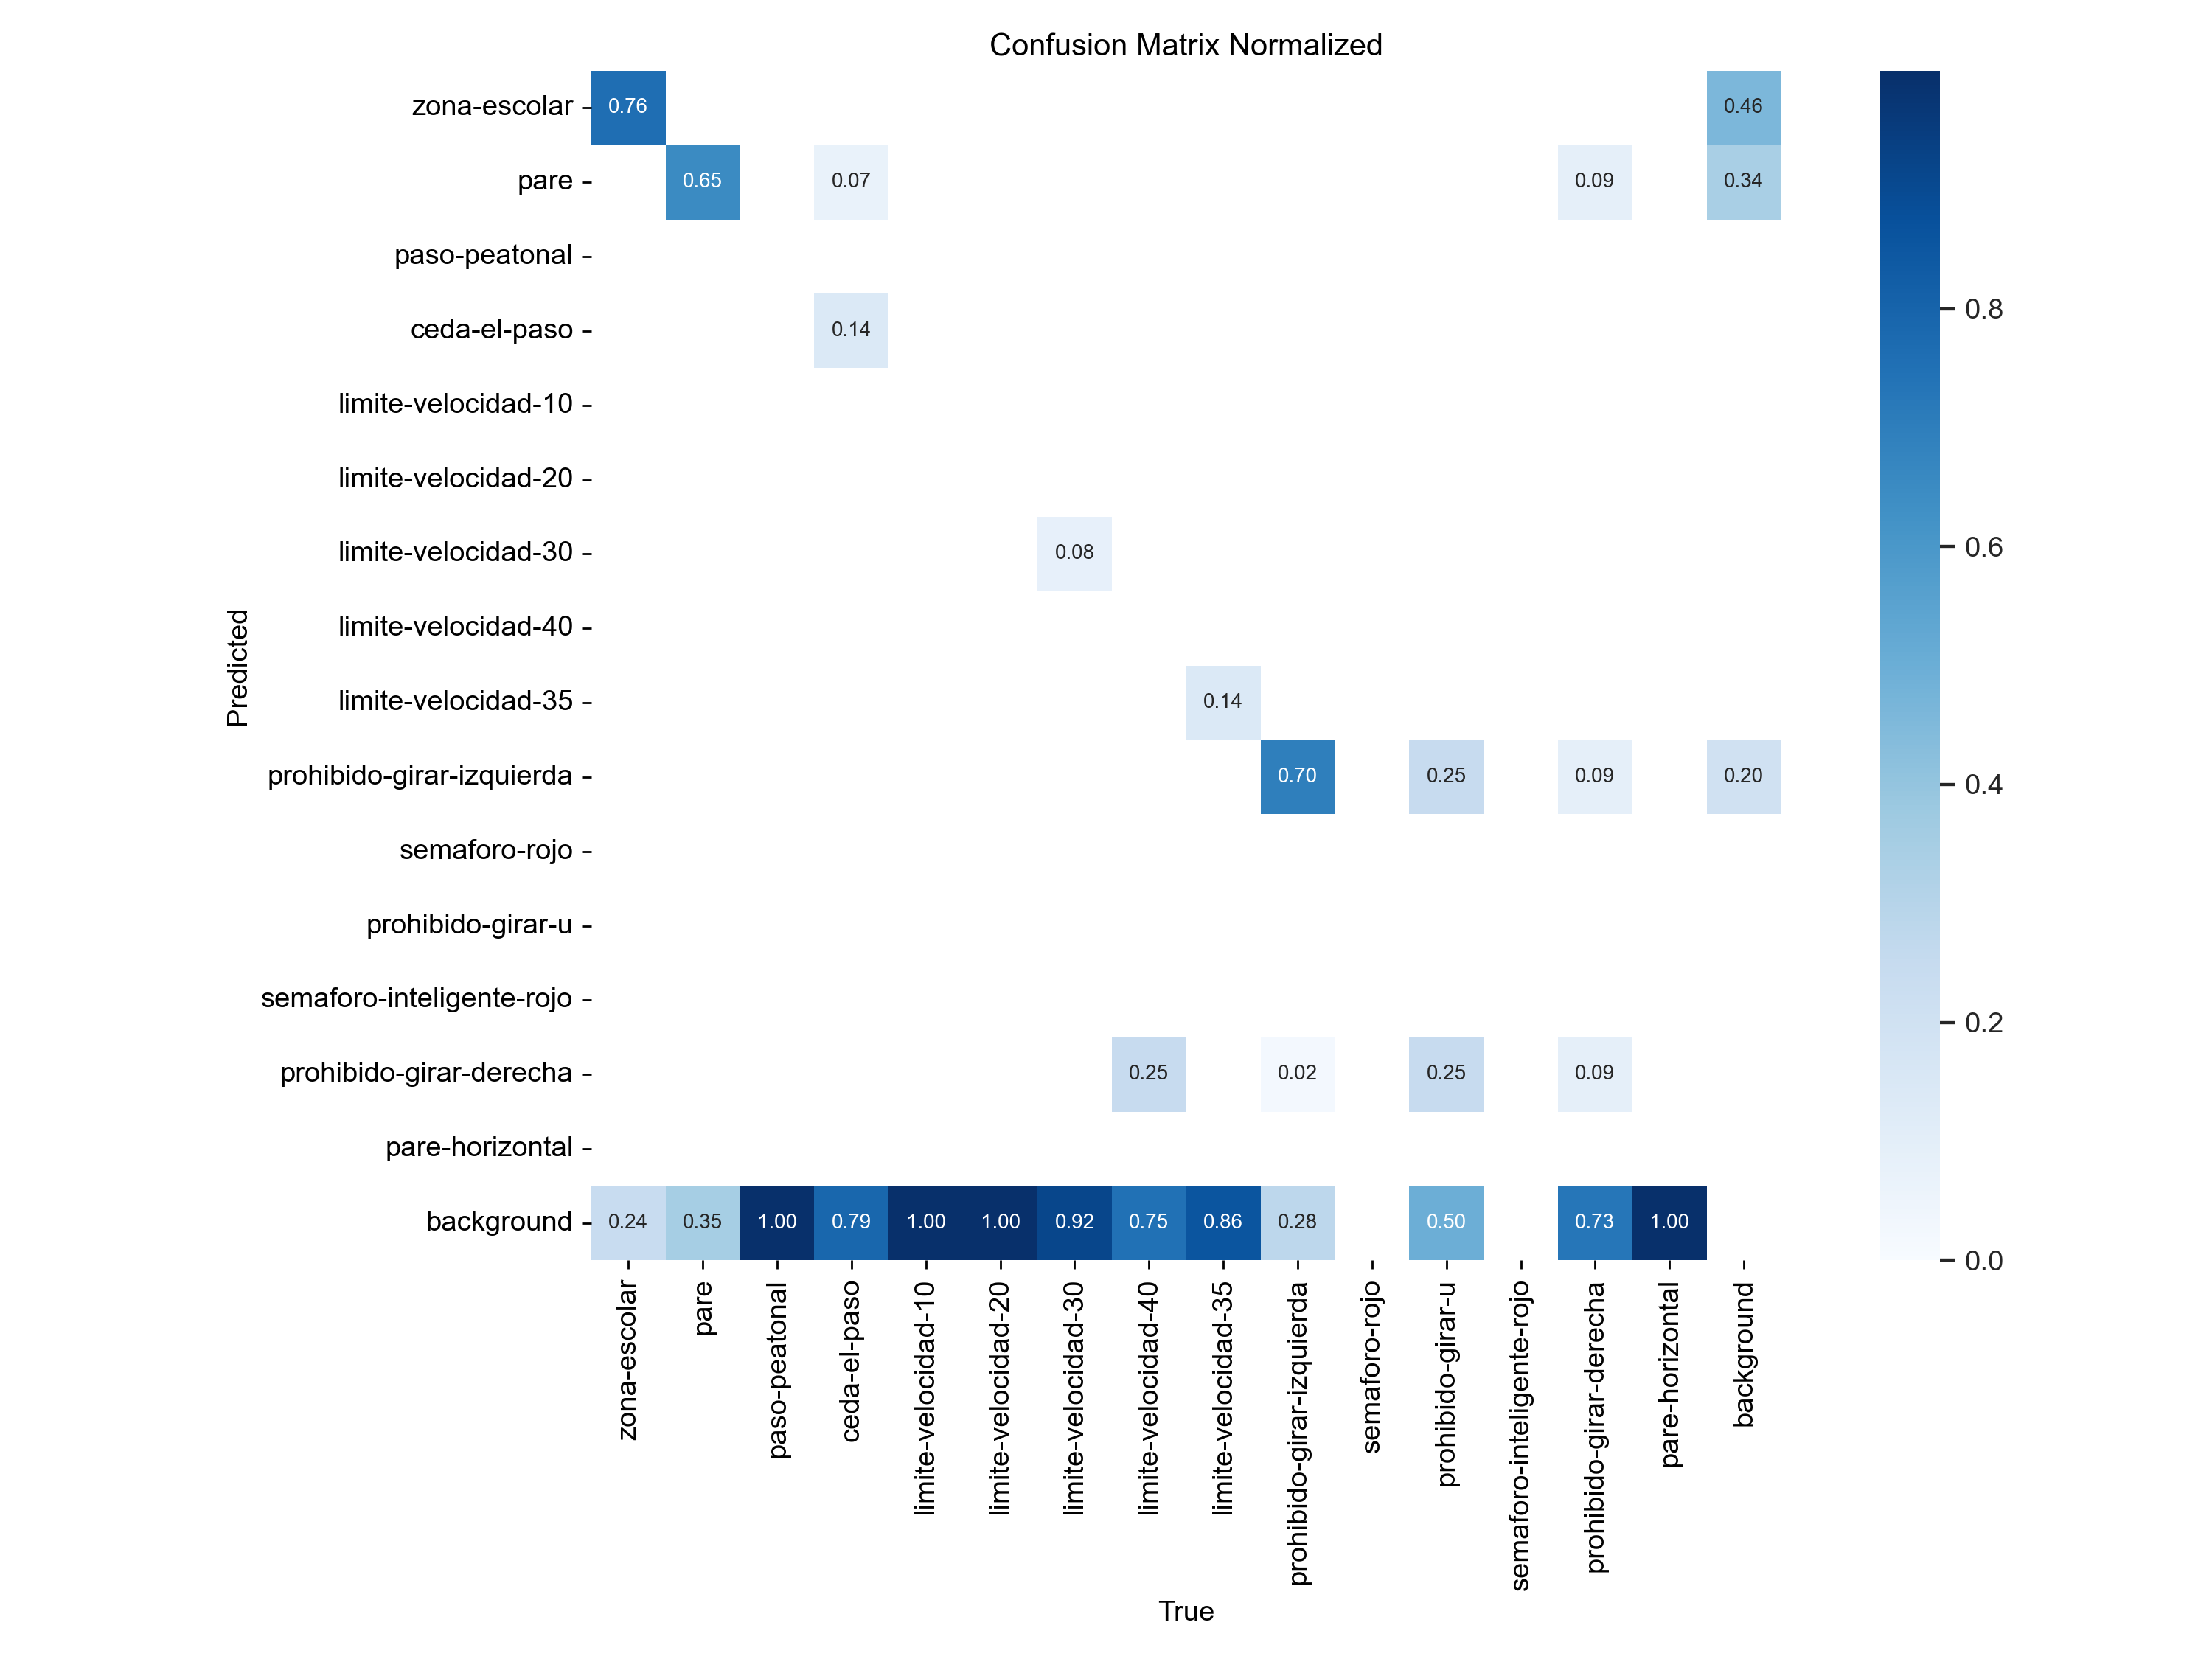 Confusion Matrix Normalized
zona-escolar 0.76 0.46
pare 0.65 0.07 0.09 0.34
paso-peatonal
ceda-el-paso 0.14
0.8
limite-velocidad-10
limite-velocidad-20
limite-velocidad-30 0.08
0.6
limite-velocidad-40
Predicted
limite-velocidad-35 0.14
prohibido-girar-izquierda 0.70 0.25 0.09 0.20
0.4
semaforo-rojo
prohibido-girar-u
semaforo-inteligente-rojo
0.2
prohibido-girar-derecha 0.25 0.02 0.25 0.09
pare-horizontal
background 0.24 0.35 1.00 0.79 1.00 1.00 0.92 0.75 0.86 0.28 0.50 0.73 1.00
0.0
zona-escolar
pare
paso-peatonal
ceda-el-paso
limite-velocidad-10
limite-velocidad-20
limite-velocidad-30
limite-velocidad-40
limite-velocidad-35
prohibido-girar-izquierda
semaforo-rojo
prohibido-girar-u
semaforo-inteligente-rojo
prohibido-girar-derecha
pare-horizontal
background
True